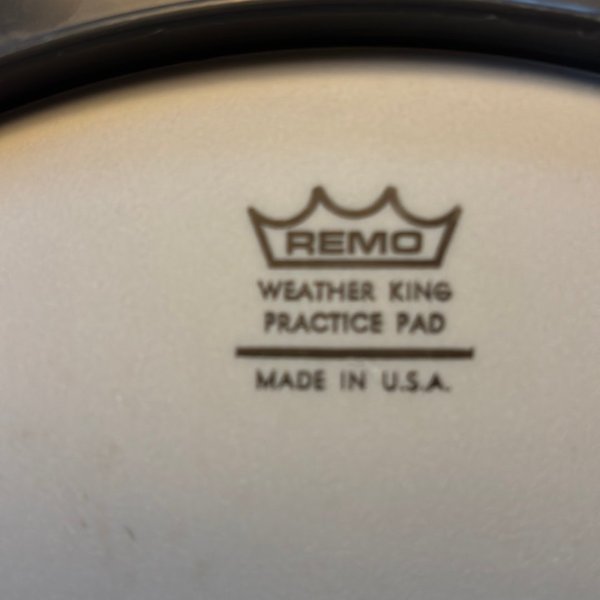 REMO
WEATHER KING
PRACTICE PAD
MADE IN U.S.A.